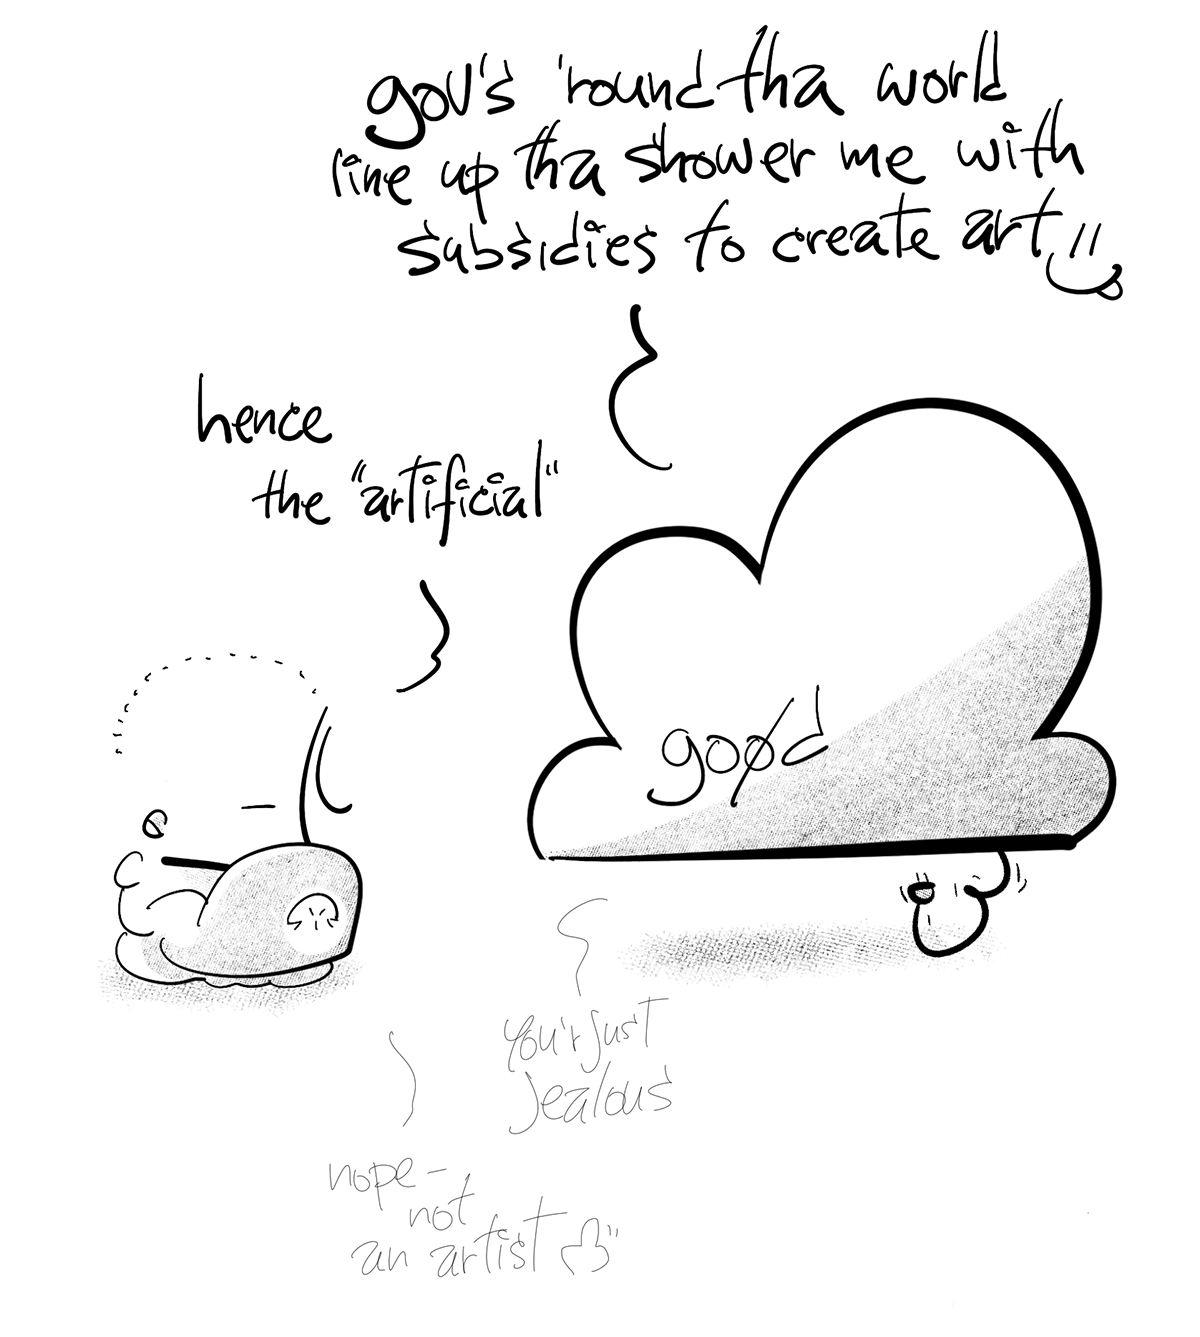 gov's 'round tha world
line up tha shower me with
subsidies to create art
hence
the "artificial"
good
you'r just
jealous
nope-
not
an artist